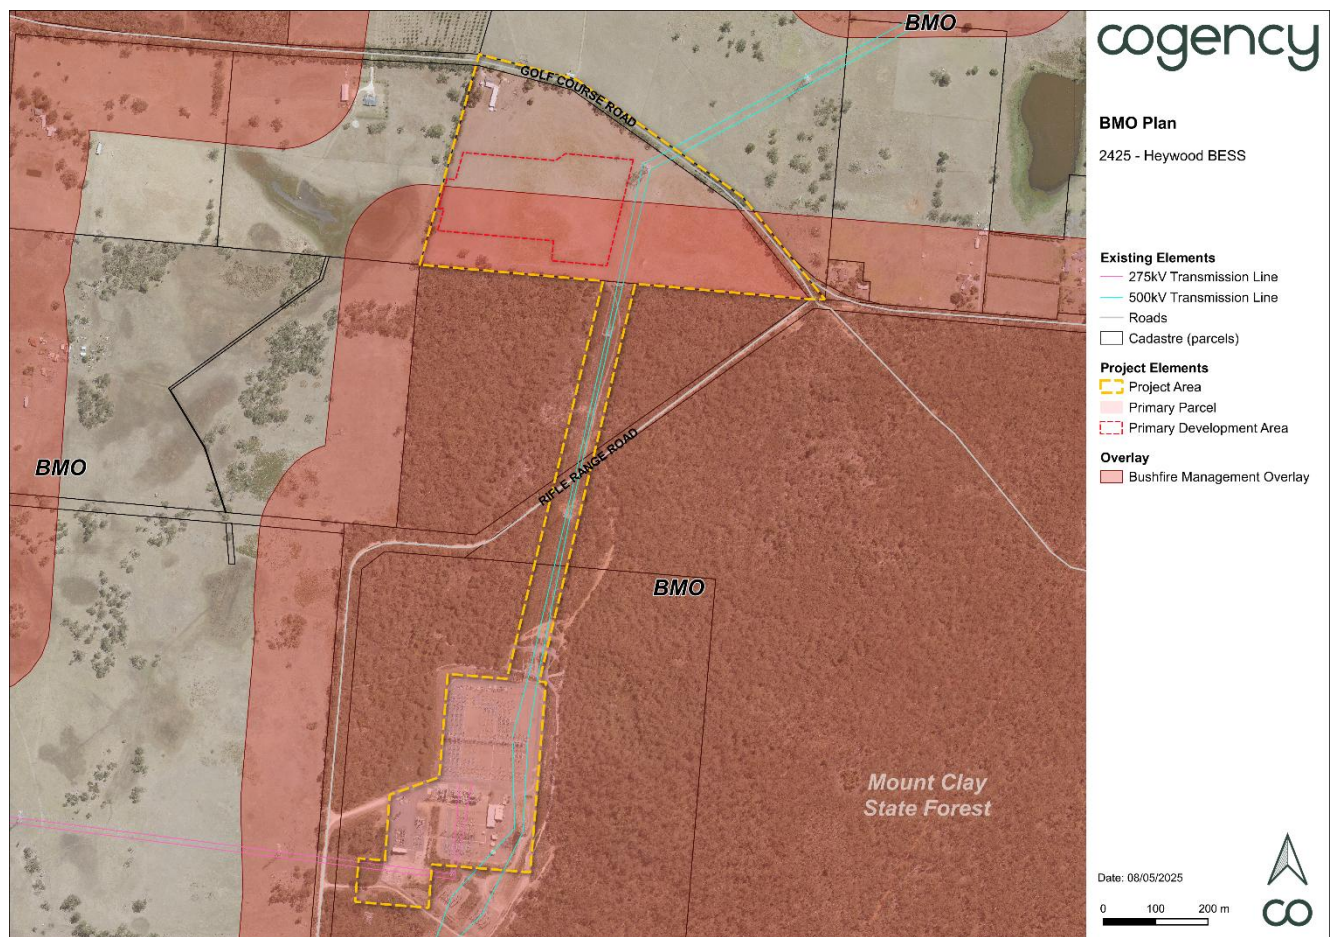 BMO
GOLF COURSE ROAD
RIFLE RANGE ROAD
BMO
BMO
Mount Clay
State Forest
cogency
BMO Plan
2425 - Heywood BESS
Existing Elements
275kV Transmission Line
500kV Transmission Line
Roads
Cadastre (parcels)
Project Elements
Project Area
Primary Parcel
Primary Development Area
Overlay
Bushfire Management Overlay
Date: 08/05/2025
0 100 200 m
co